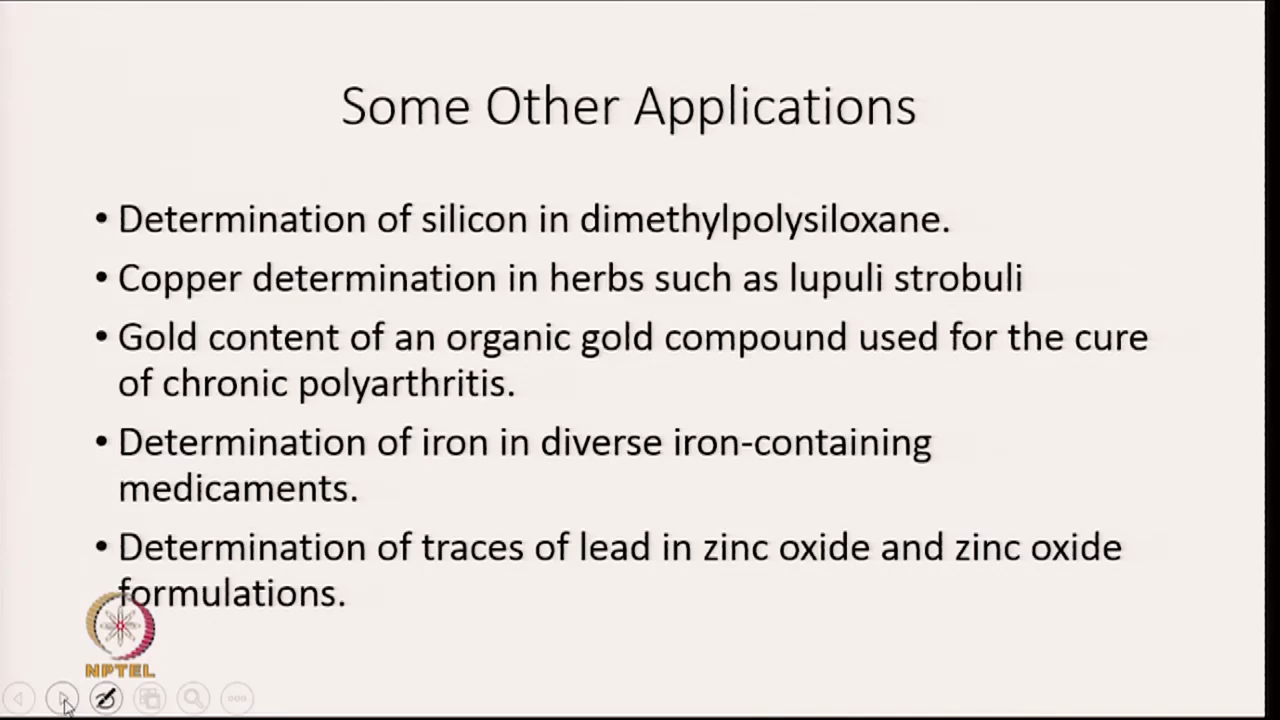 Some Other Applications
• Determination of silicon in dimethylpolysiloxane.
• Copper determination in herbs such as lupuli strobuli
• Gold content of an organic gold compound used for the cure
of chronic polyarthritis.
• Determination of iron in diverse iron-containing
medicaments.
• Determination of traces of lead in zinc oxide and zinc oxide
formulations.
NPTEL